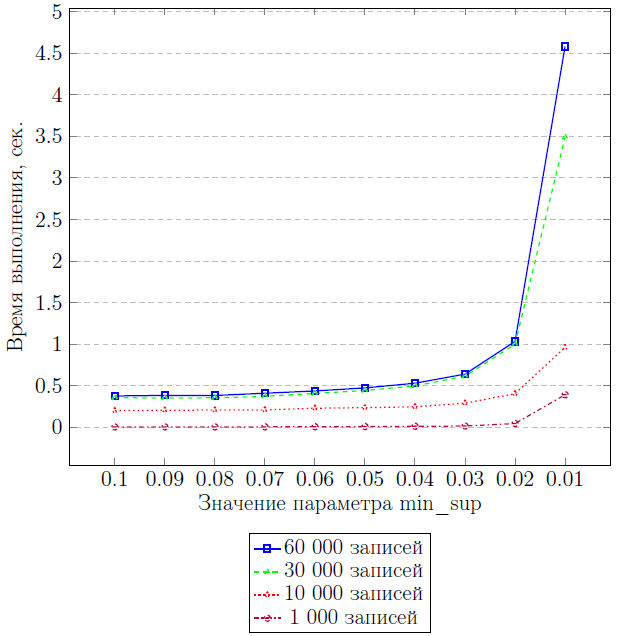 5
4.5
4
3.5
3
2.5
2
1.5
1
0.5
0
Время выполнения, сек.
0.1 0.09 0.08 0.07 0.06 0.05 0.04 0.03 0.02 0.01
Значение параметра min_sup
60 000 записей
30 000 записей
10 000 записей
1 000 записей